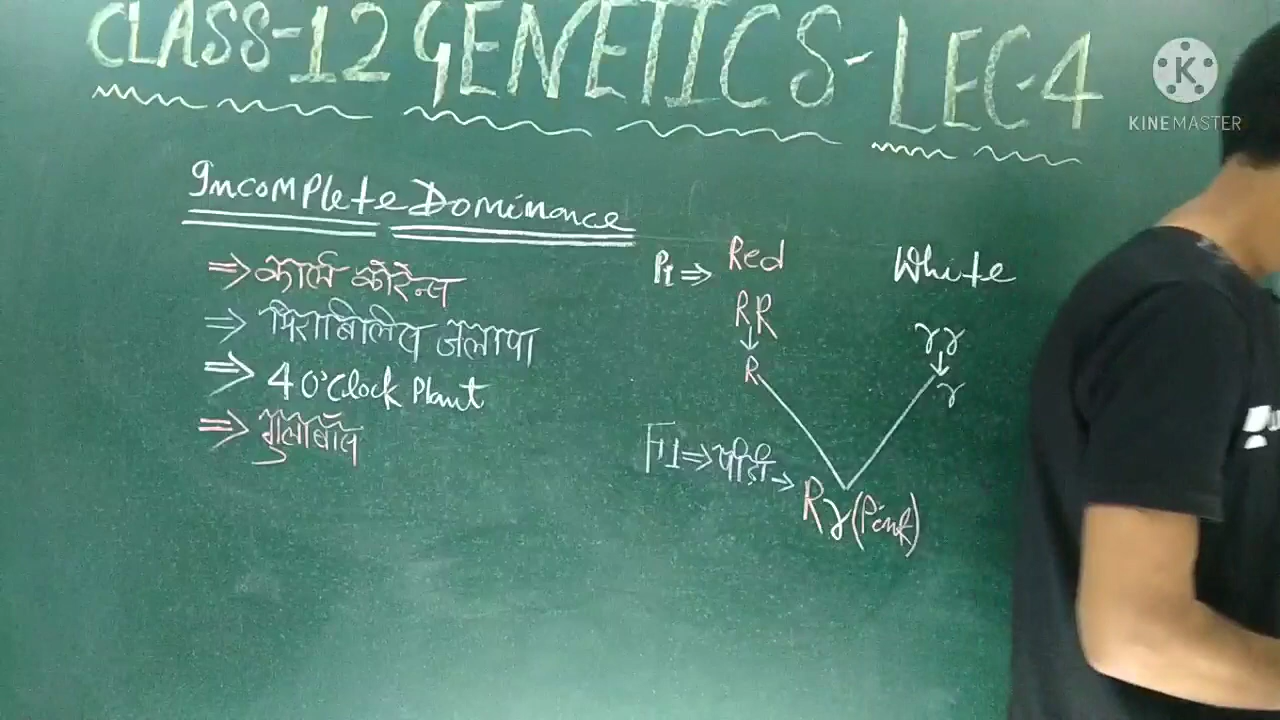 CLASS-12 GENETICS-LEC-4
K
KINEMASTER
Incomplete Dominance
⇒ कार्ल कोरेन्स
⇒ मिराबिलिस जलापा
⇒ 4 O'Clock Plant
⇒ गुलाबाँस
P1 ⇒ Red White
RR rr
↓ ↓
R r
F1 ⇒ पीढ़ी → Rr (Pink)